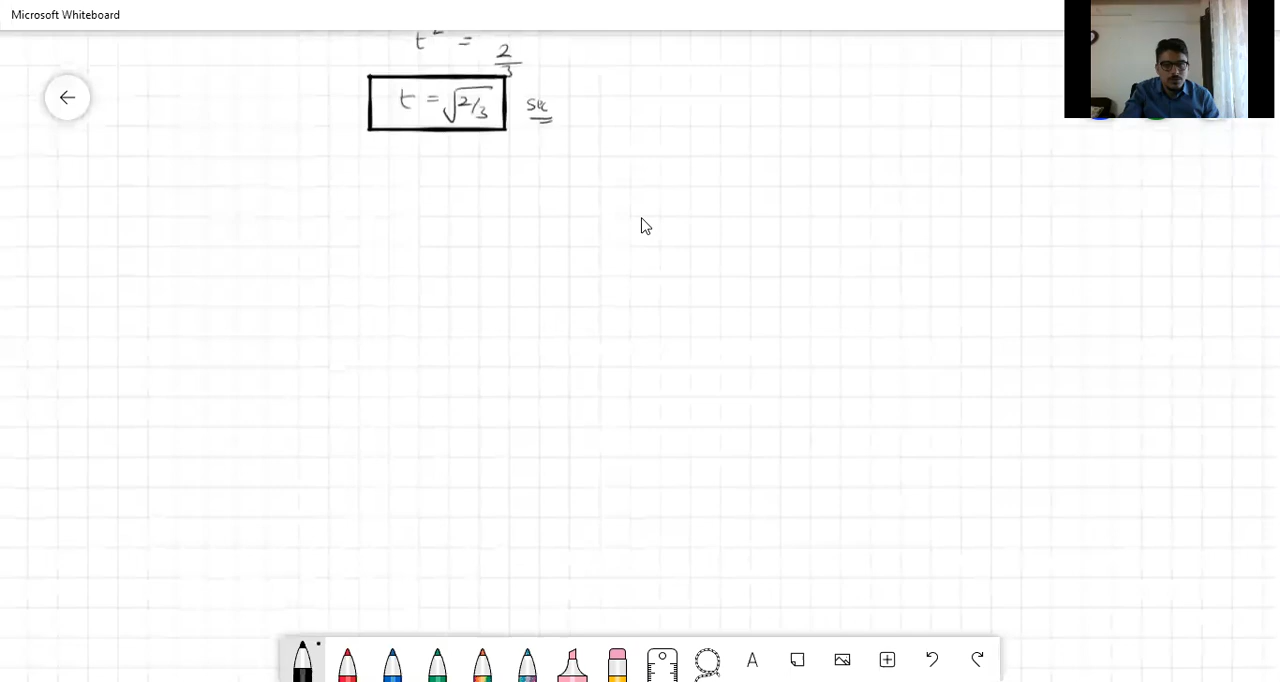 Microsoft Whiteboard
t² = 2/3
t = √2/3 sec
A